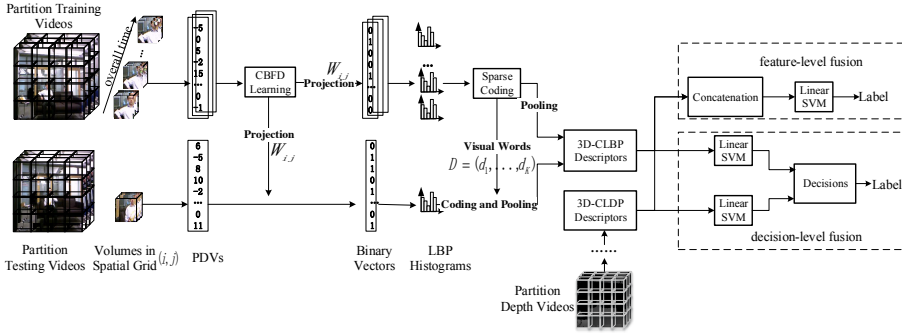 Partition Training
Videos
overall time
...
-5
0
-5
-2
15
...
0
-1
CBFD
Learning
Projection
W i,j
0
1
0
0
1
...
0
0
...
Sparse
Coding
Pooling
Projection
W i,j
Visual Words
D = (d1,...,dK)
Coding and Pooling
6
-5
8
10
-2
...
0
11
0
1
1
0
1
1
...
0
1
3D-CLBP
Descriptors
3D-CLDP
Descriptors
......
feature-level fusion
Concatenation
Linear
SVM
Label
Linear
SVM
Linear
SVM
Decisions
Label
decision-level fusion
Partition
Testing Videos
Volumes in
Spatial Grid (i, j)
PDVs
Binary
Vectors
LBP
Histograms
Partition
Depth Videos